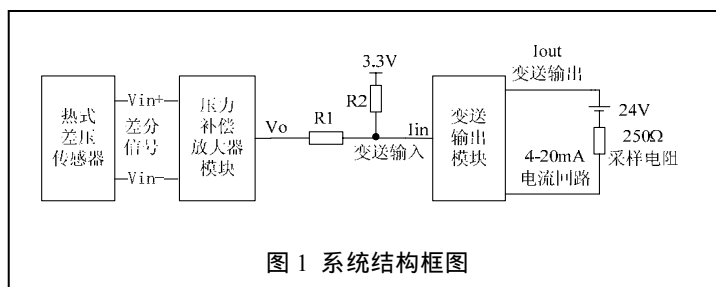 Iout
变送输出
3.3V
R2
24V
热式
差压
传感器
Vin+
差分
信号
Vin-
压力
补偿
放大器
模块
Vo
R1
Iin
变送输入
变送
输出
模块
250Ω
采样电阻
4-20mA
电流回路
图 1 系统结构框图